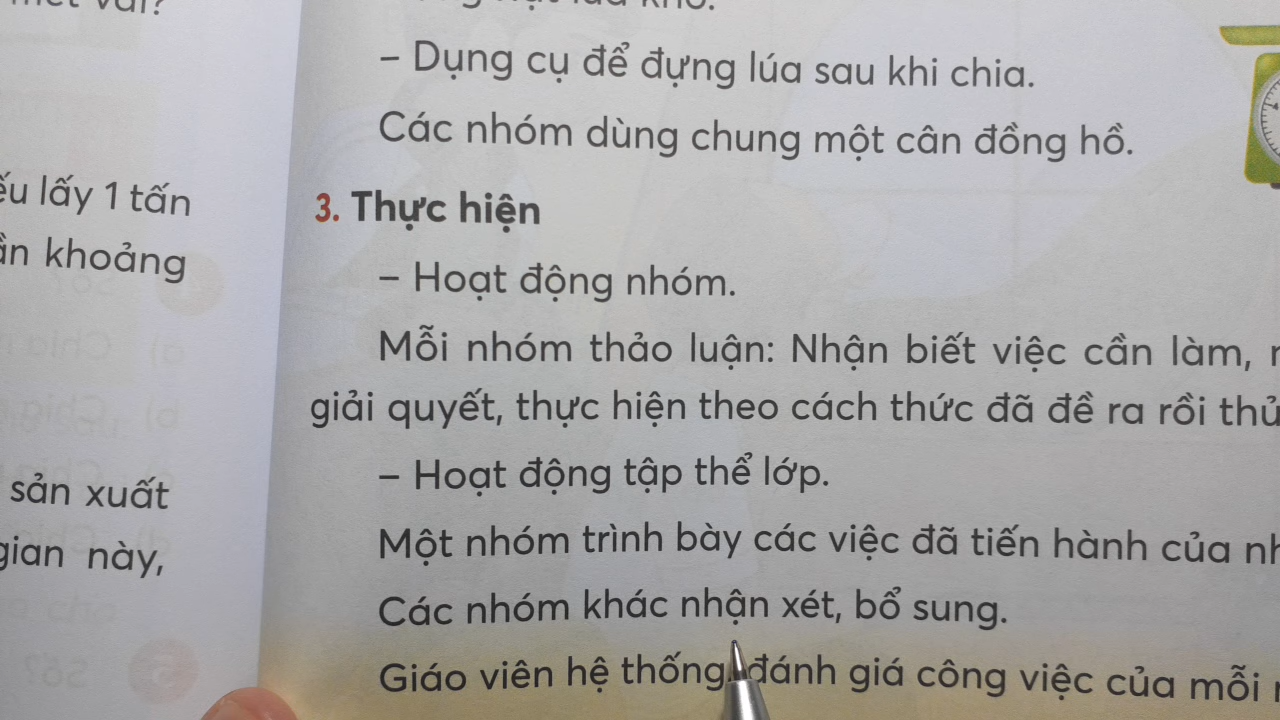 lấy 1 tấn
khoảng
sản xuất
gian này,
– Dụng cụ để đựng lúa sau khi chia.
Các nhóm dùng chung một cân đồng hồ.
3. Thực hiện
– Hoạt động nhóm.
Mỗi nhóm thảo luận: Nhận biết việc cần làm,
giải quyết, thực hiện theo cách thức đã đề ra rồi
– Hoạt động tập thể lớp.
Một nhóm trình bày các việc đã tiến hành của
Các nhóm khác nhận xét, bổ sung.
Giáo viên hệ thống, đánh giá công việc của mỗi